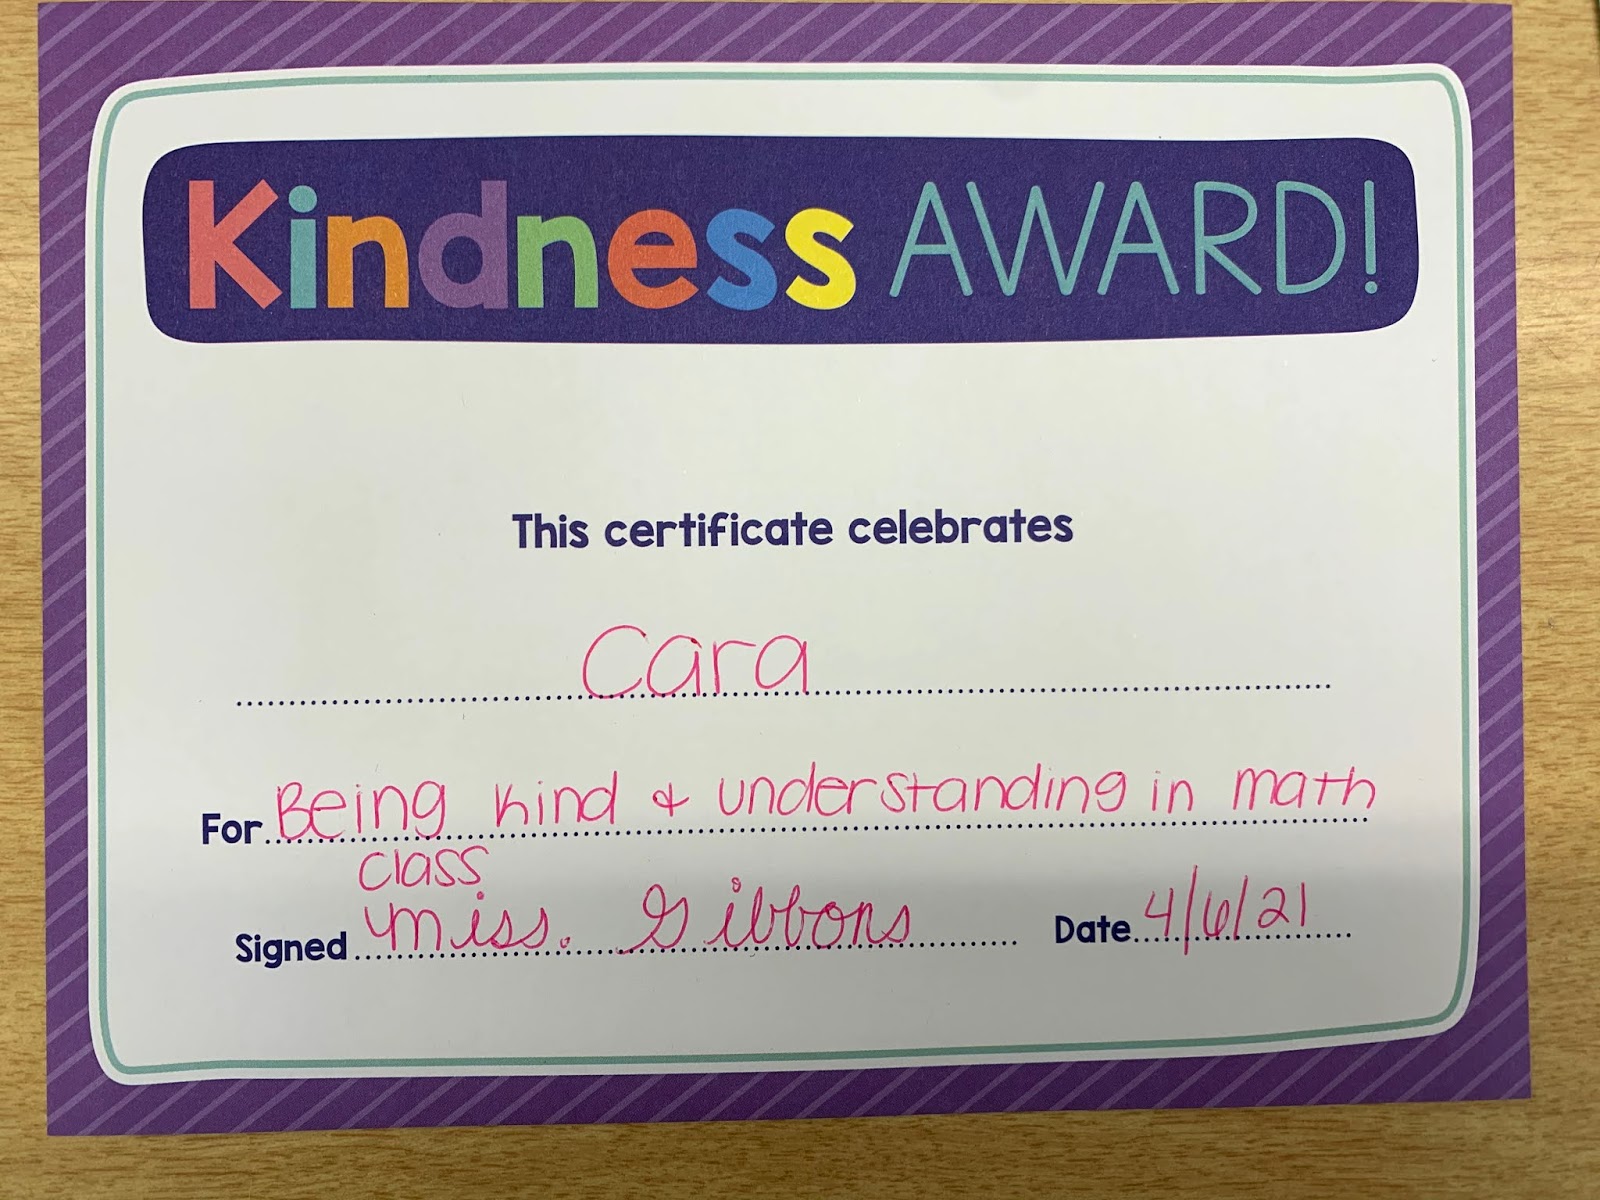 Kindness AWARD!
This certificate celebrates
Cara
For Being kind & understanding in math
class
Signed Miss. Gibbons Date 4/6/21